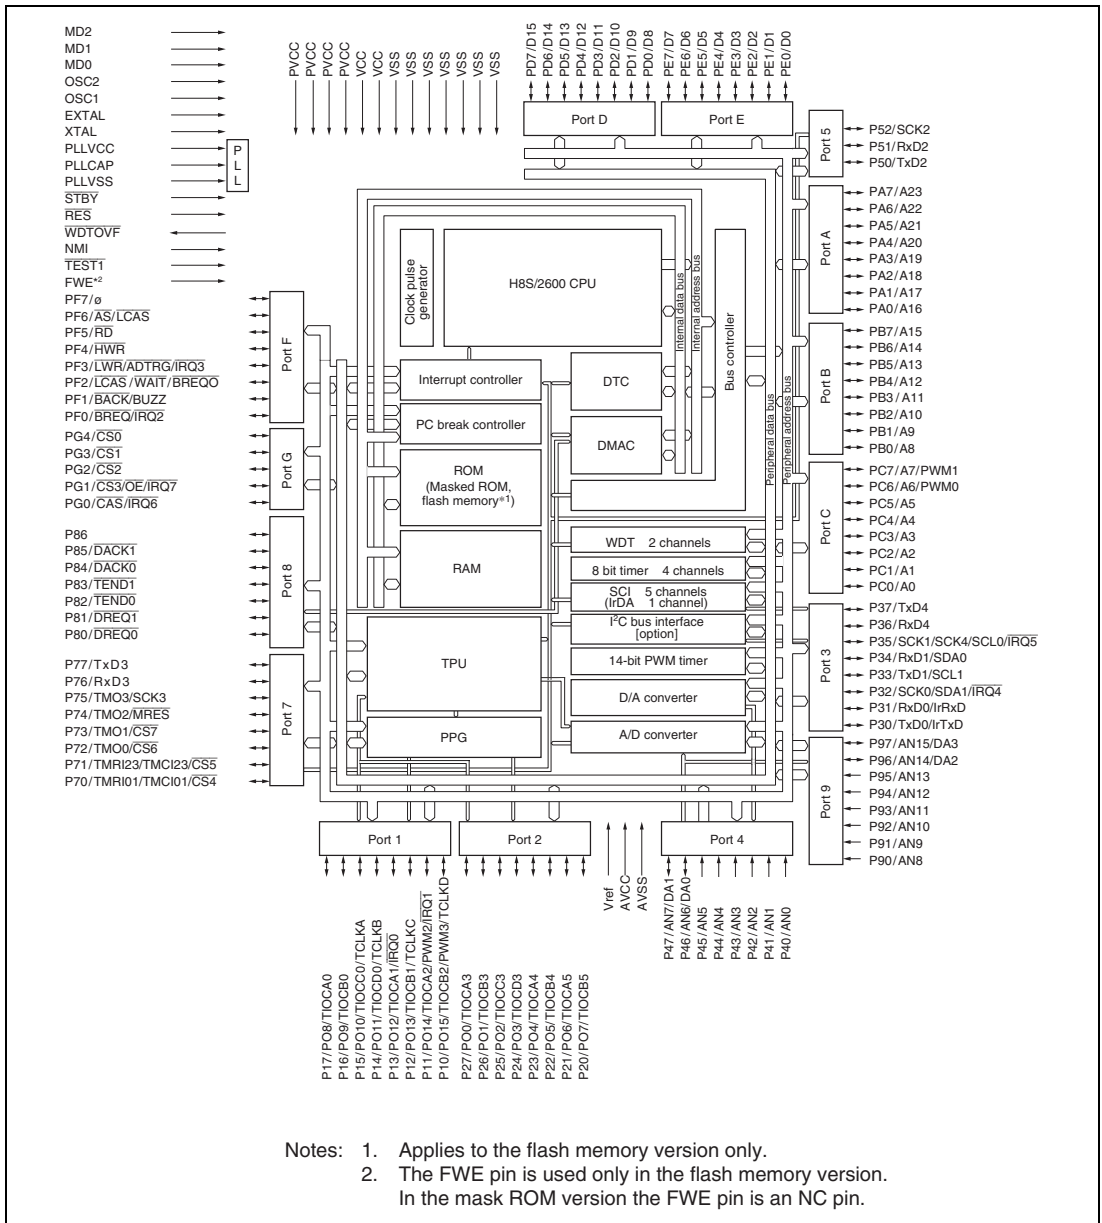 MD2
MD1
MD0
OSC2
OSC1
EXTAL
XTAL
PLLVCC
PLLCAP
PLLVSS
STBY
RES
WDTOVF
NMI
TEST1
FWE*2
P
L
L
PVCC
PVCC
PVCC
PVCC
VCC
VCC
VSS
VSS
VSS
VSS
VSS
VSS
VSS
PD7/D15
PD6/D14
PD5/D13
PD4/D12
PD3/D11
PD2/D10
PD1/D9
PD0/D8
PE7/D7
PE6/D6
PE5/D5
PE4/D4
PE3/D3
PE2/D2
PE1/D1
PE0/D0
Port D
Port E
Port 5
P52/SCK2
P51/RxD2
P50/TxD2
Port A
PA7/A23
PA6/A22
PA5/A21
PA4/A20
PA3/A19
PA2/A18
PA1/A17
PA0/A16
Port B
PB7/A15
PB6/A14
PB5/A13
PB4/A12
PB3/A11
PB2/A10
PB1/A9
PB0/A8
Port C
PC7/A7/PWM1
PC6/A6/PWM0
PC5/A5
PC4/A4
PC3/A3
PC2/A2
PC1/A1
PC0/A0
Port 3
P37/TxD4
P36/RxD4
P35/SCK1/SCK4/SCL0/IRQ5
P34/RxD1/SDA0
P33/TxD1/SCL1
P32/SCK0/SDA1/IRQ4
P31/RxD0/IrRxD
P30/TxD0/IrTxD
Port 9
P97/AN15/DA3
P96/AN14/DA2
P95/AN13
P94/AN12
P93/AN11
P92/AN10
P91/AN9
P90/AN8
PF7/ø
PF6/AS/LCAS
PF5/RD
PF4/HWR
PF3/LWR/ADTRG/IRQ3
PF2/LCAS/WAIT/BREQO
PF1/BACK/BUZZ
PF0/BREQ/IRQ2
Port F
PG4/CS0
PG3/CS1
PG2/CS2
PG1/CS3/OE/IRQ7
PG0/CAS/IRQ6
Port G
P86
P85/DACK1
P84/DACK0
P83/TEND1
P82/TEND0
P81/DREQ1
P80/DREQ0
Port 8
P77/TxD3
P76/RxD3
P75/TMO3/SCK3
P74/TMO2/MRES
P73/TMO1/CS7
P72/TMO0/CS6
P71/TMRI23/TMCI23/CS5
P70/TMRI01/TMCI01/CS4
Port 7
Clock pulse
generator
H8S/2600 CPU
Internal data bus
Internal address bus
Bus controller
Peripheral data bus
Peripheral address bus
Interrupt controller
PC break controller
DTC
DMAC
ROM
(Masked ROM,
flash memory*1)
RAM
WDT 2 channels
8 bit timer 4 channels
SCI 5 channels
(IrDA 1 channel)
I2C bus interface
[option]
14-bit PWM timer
D/A converter
A/D converter
TPU
PPG
Port 1
Port 2
Port 4
P17/PO8/TIOCA0
P16/PO9/TIOCB0
P15/PO10/TIOCC0/TCLKA
P14/PO11/TIOCD0/TCLKB
P13/PO12/TIOCA1/IRQ0
P12/PO13/TIOCB1/TCLKC
P11/PO14/TIOCA2/PWM2/IRQ1
P10/PO15/TIOCB2/PWM3/TCLKD
P27/PO0/TIOCA3
P26/PO1/TIOCB3
P25/PO2/TIOCC3
P24/PO3/TIOCD3
P23/PO4/TIOCA4
P22/PO5/TIOCB4
P21/PO6/TIOCA5
P20/PO7/TIOCB5
Vref
AVCC
AVSS
P47/AN7/DA1
P46/AN6/DA0
P45/AN5
P44/AN4
P43/AN3
P42/AN2
P41/AN1
P40/AN0
Notes: 1. Applies to the flash memory version only.
2. The FWE pin is used only in the flash memory version.
In the mask ROM version the FWE pin is an NC pin.